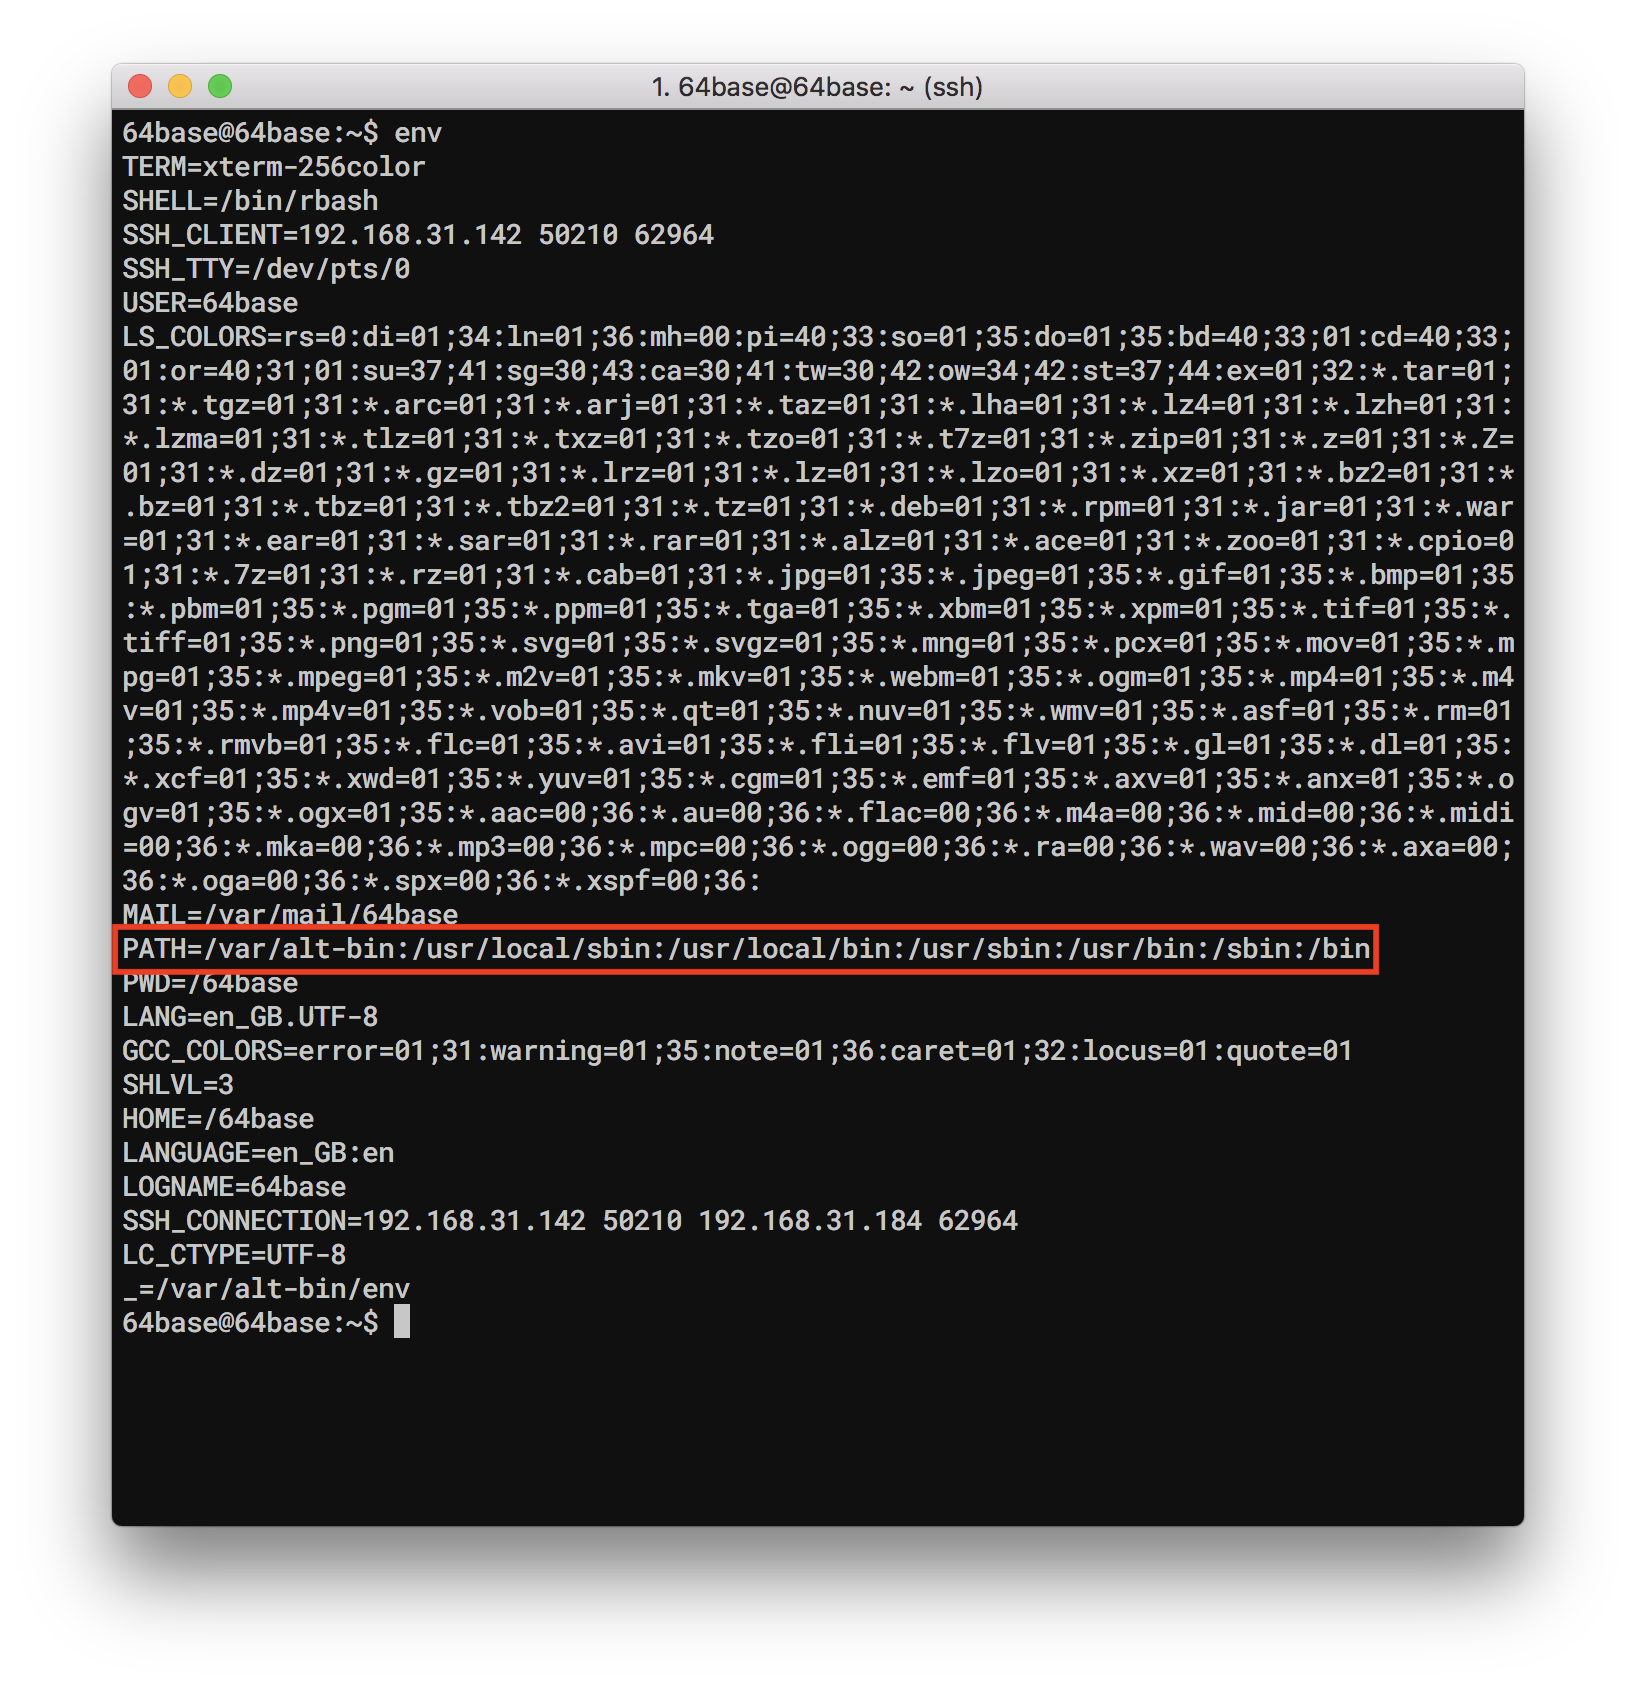 1. 64base@64base: ~ (ssh)
64base@64base:~$ env
TERM=xterm-256color
SHELL=/bin/rbash
SSH_CLIENT=192.168.31.142 50210 62964
SSH_TTY=/dev/pts/0
USER=64base
LS_COLORS=rs=0:di=01;34:ln=01;36:mh=00:pi=40;33:so=01;35:do=01;35:bd=40;33;01:cd=40;33;
01:or=40;31;01:su=37;41:sg=30;43:ca=30;41:tw=30;42:ow=34;42:st=37;44:ex=01;32:*.tar=01;
31:*.tgz=01;31:*.arc=01;31:*.arj=01;31:*.taz=01;31:*.lha=01;31:*.lz4=01;31:*.lzh=01;31:
*.lzma=01;31:*.tlz=01;31:*.txz=01;31:*.tzo=01;31:*.t7z=01;31:*.zip=01;31:*.z=01;31:*.Z=
01;31:*.dz=01;31:*.gz=01;31:*.lrz=01;31:*.lz=01;31:*.lzo=01;31:*.xz=01;31:*.bz2=01;31:*
.bz=01;31:*.tbz=01;31:*.tbz2=01;31:*.tz=01;31:*.deb=01;31:*.rpm=01;31:*.jar=01;31:*.war
=01;31:*.ear=01;31:*.sar=01;31:*.rar=01;31:*.alz=01;31:*.ace=01;31:*.zoo=01;31:*.cpio=0
1;31:*.7z=01;31:*.rz=01;31:*.cab=01;31:*.jpg=01;35:*.jpeg=01;35:*.gif=01;35:*.bmp=01;35
:*.pbm=01;35:*.pgm=01;35:*.ppm=01;35:*.tga=01;35:*.xbm=01;35:*.xpm=01;35:*.tif=01;35:*.
tiff=01;35:*.png=01;35:*.svg=01;35:*.svgz=01;35:*.mng=01;35:*.pcx=01;35:*.mov=01;35:*.m
pg=01;35:*.mpeg=01;35:*.m2v=01;35:*.mkv=01;35:*.webm=01;35:*.ogm=01;35:*.mp4=01;35:*.m4
v=01;35:*.mp4v=01;35:*.vob=01;35:*.qt=01;35:*.nuv=01;35:*.wmv=01;35:*.asf=01;35:*.rm=01
;35:*.rmvb=01;35:*.flc=01;35:*.avi=01;35:*.fli=01;35:*.flv=01;35:*.gl=01;35:*.dl=01;35:
*.xcf=01;35:*.xwd=01;35:*.yuv=01;35:*.cgm=01;35:*.emf=01;35:*.axv=01;35:*.anx=01;35:*.o
gv=01;35:*.ogx=01;35:*.aac=00;36:*.au=00;36:*.flac=00;36:*.m4a=00;36:*.mid=00;36:*.midi
=00;36:*.mka=00;36:*.mp3=00;36:*.mpc=00;36:*.ogg=00;36:*.ra=00;36:*.wav=00;36:*.axa=00;
36:*.oga=00;36:*.spx=00;36:*.xspf=00;36:
MAIL=/var/mail/64base
PATH=/var/alt-bin:/usr/local/sbin:/usr/local/bin:/usr/sbin:/usr/bin:/sbin:/bin
PWD=/64base
LANG=en_GB.UTF-8
GCC_COLORS=error=01;31:warning=01;35:note=01;36:caret=01;32:locus=01:quote=01
SHLVL=3
HOME=/64base
LANGUAGE=en_GB:en
LOGNAME=64base
SSH_CONNECTION=192.168.31.142 50210 192.168.31.184 62964
LC_CTYPE=UTF-8
_=/var/alt-bin/env
64base@64base:~$